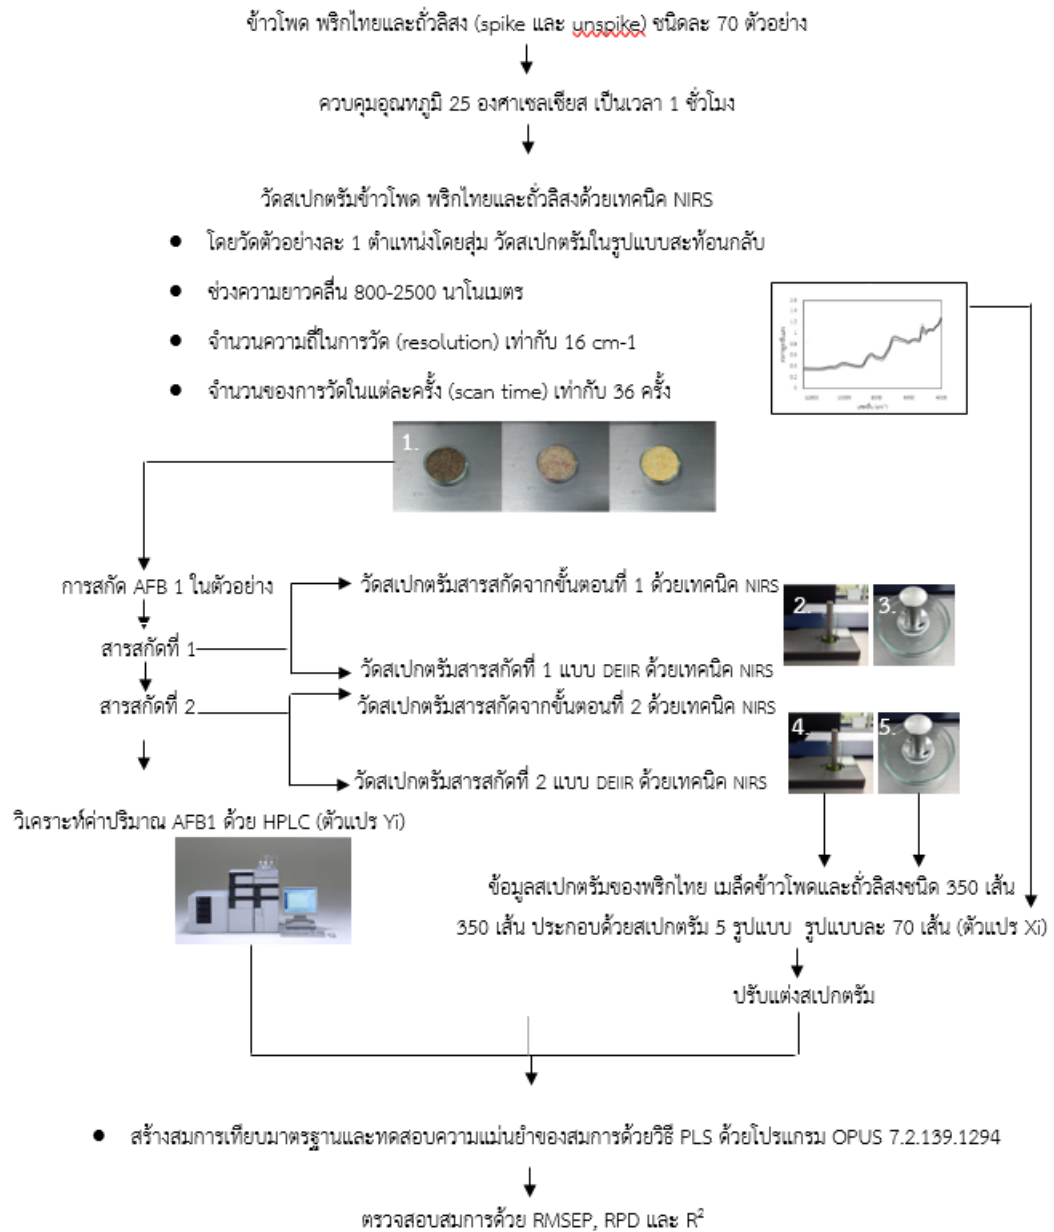 ข้าวโพด พริกไทยและถั่วลิสง (spike และ unspike) ชนิดละ 70 ตัวอย่าง
ควบคุมอุณหภูมิ 25 องศาเซลเซียส เป็นเวลา 1 ชั่วโมง
วัดสเปกตรัมข้าวโพด พริกไทยและถั่วลิสงด้วยเทคนิค NIRS
● โดยวัดตัวอย่างละ 1 ตำแหน่งโดยสุ่ม วัดสเปกตรัมในรูปแบบสะท้อนกลับ
● ช่วงความยาวคลื่น 800-2500 นาโนเมตร
● จำนวนความถี่ในการวัด (resolution) เท่ากับ 16 cm-1
● จำนวนของการวัดในแต่ละครั้ง (scan time) เท่ากับ 36 ครั้ง
1.
การสกัด AFB 1 ในตัวอย่าง
วัดสเปกตรัมสารสกัดจากขั้นตอนที่ 1 ด้วยเทคนิค NIRS
2.
3.
สารสกัดที่ 1
วัดสเปกตรัมสารสกัดที่ 1 แบบ DEIIR ด้วยเทคนิค NIRS
สารสกัดที่ 2
วัดสเปกตรัมสารสกัดจากขั้นตอนที่ 2 ด้วยเทคนิค NIRS
4.
5.
วัดสเปกตรัมสารสกัดที่ 2 แบบ DEIIR ด้วยเทคนิค NIRS
วิเคราะห์ค่าปริมาณ AFB1 ด้วย HPLC (ตัวแปร Yi)
ข้อมูลสเปกตรัมของพริกไทย เมล็ดข้าวโพดและถั่วลิสงชนิด 350 เส้น
350 เส้น ประกอบด้วยสเปกตรัม 5 รูปแบบ รูปแบบละ 70 เส้น (ตัวแปร Xi)
ปรับแต่งสเปกตรัม
● สร้างสมการเทียบมาตรฐานและทดสอบความแม่นยำของสมการด้วยวิธี PLS ด้วยโปรแกรม OPUS 7.2.139.1294
ตรวจสอบสมการด้วย RMSEP, RPD และ R²